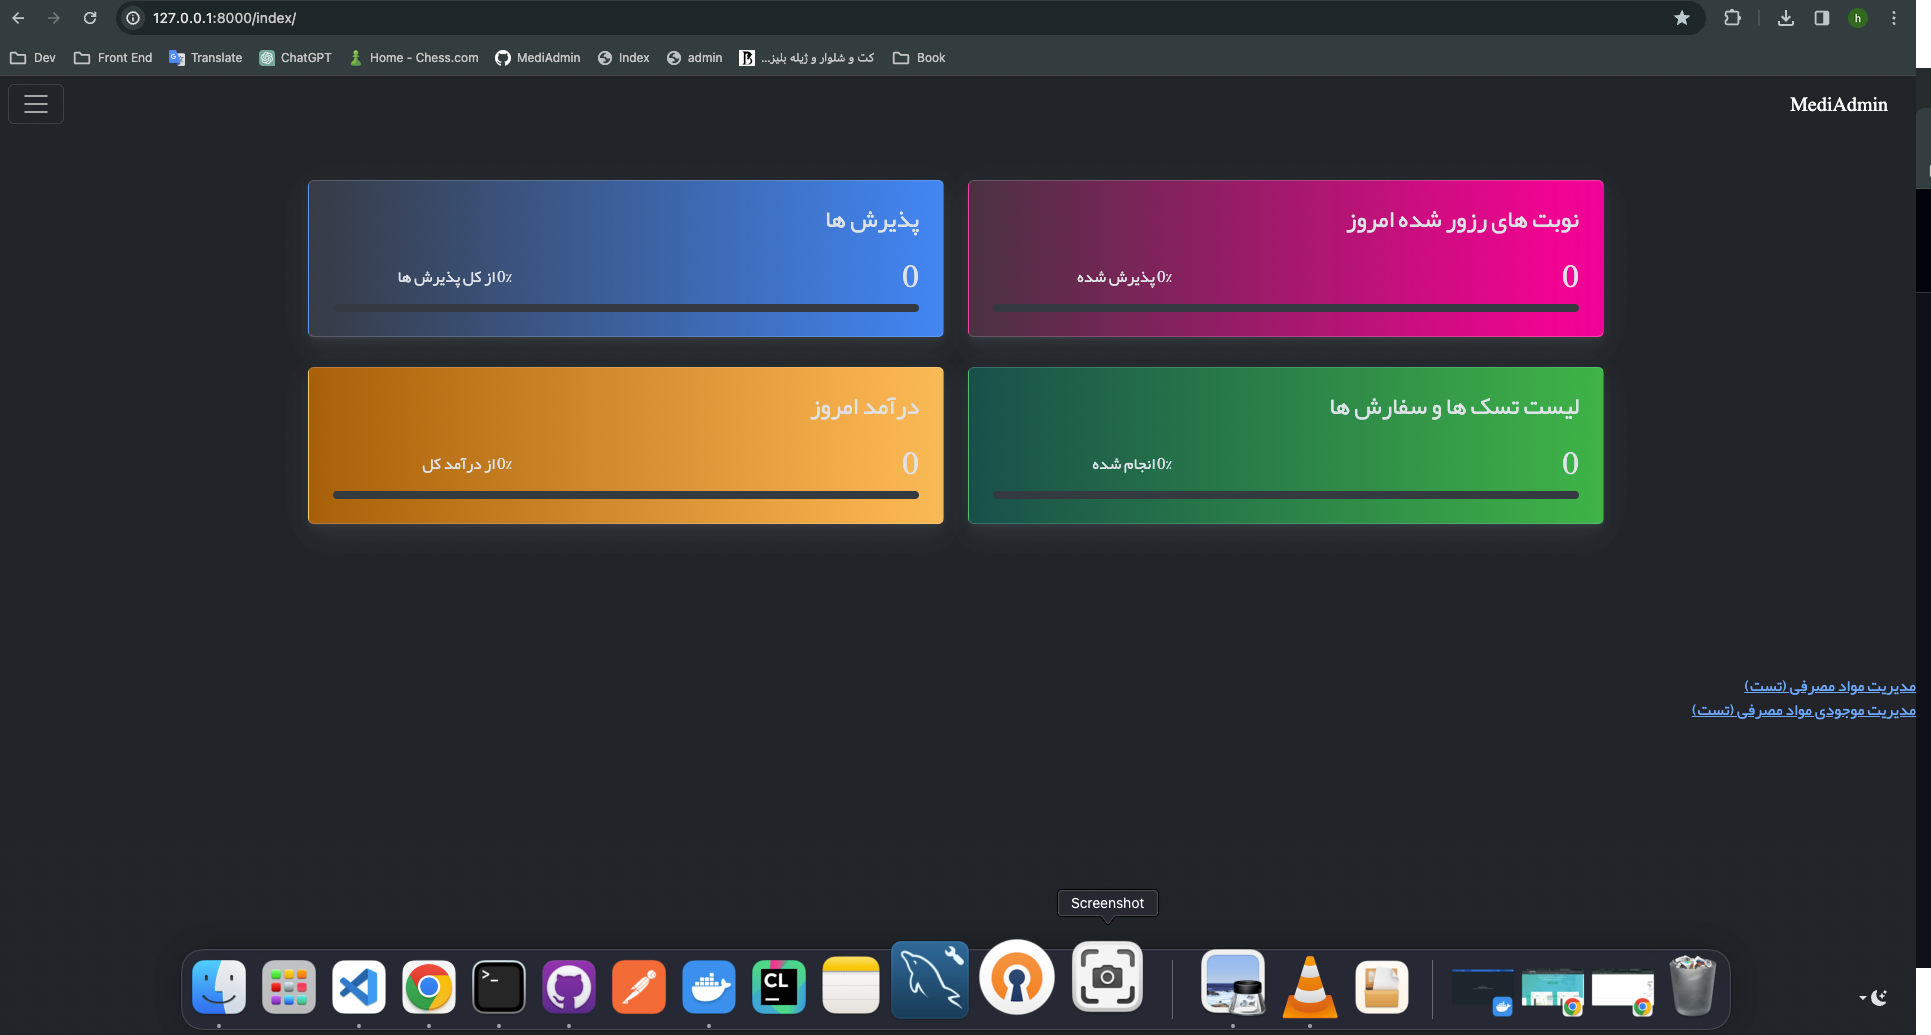 127.0.0.1:8000/index/
h
Dev
Front End
Translate
ChatGPT
Home - Chess.com
MediAdmin
Index
admin
کت و شلوار و ژیله بلیز...
Book
MediAdmin
نوبت های رزور شده امروز
0
0٪ پذیرش شده
پذیرش ها
0
0٪ از کل پذیرش ها
لیست تسک ها و سفارش ها
0
0٪ انجام شده
درآمد امروز
0
0٪ از درآمد کل
مدیریت مواد مصرفی (تست)
مدیریت موجودی مواد مصرفی (تست)
Screenshot
CL